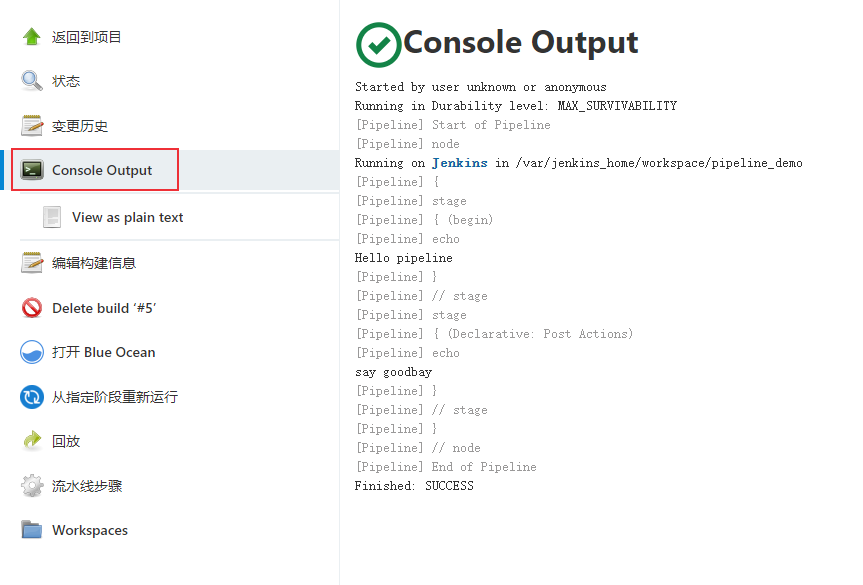 返回到项目
状态
变更历史
Console Output
View as plain text
编辑构建信息
Delete build ‘#5’
打开 Blue Ocean
从指定阶段重新运行
回放
流水线步骤
Workspaces
Console Output
Started by user unknown or anonymous
Running in Durability level: MAX_SURVIVABILITY
[Pipeline] Start of Pipeline
[Pipeline] node
Running on Jenkins in /var/jenkins_home/workspace/pipeline_demo
[Pipeline] {
[Pipeline] stage
[Pipeline] { (begin)
[Pipeline] echo
Hello pipeline
[Pipeline] }
[Pipeline] // stage
[Pipeline] stage
[Pipeline] { (Declarative: Post Actions)
[Pipeline] echo
say goodbay
[Pipeline] }
[Pipeline] // stage
[Pipeline] }
[Pipeline] // node
[Pipeline] End of Pipeline
Finished: SUCCESS